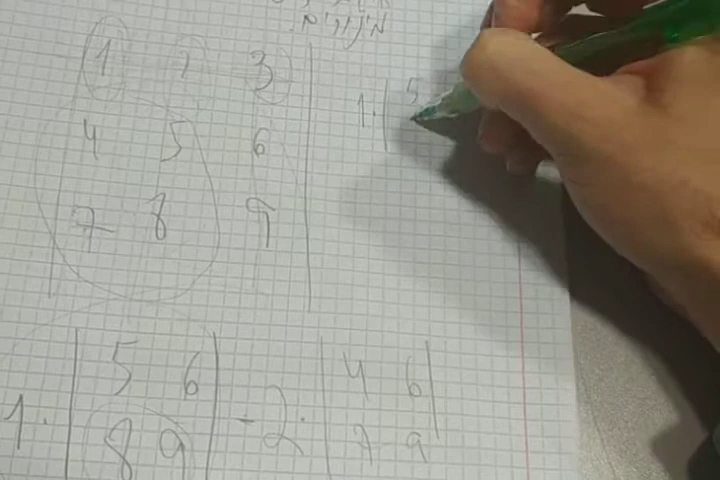 1 2 3
4 5 6
7 8 9
1· | 5
1 · | 5 6 | - 2 · | 4 6 |
8 9 7 9